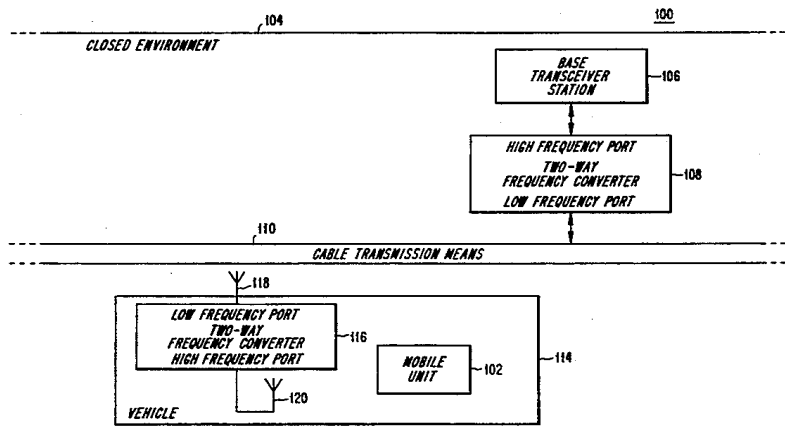 104
100
CLOSED ENVIRONMENT
BASE
TRANSCEIVER
STATION
106
HIGH FREQUENCY PORT
TWO-WAY
FREQUENCY CONVERTER
LOW FREQUENCY PORT
108
110
CABLE TRANSMISSION MEANS
118
LOW FREQUENCY PORT
TWO-WAY
FREQUENCY CONVERTER
HIGH FREQUENCY PORT
116
MOBILE
UNIT
102
114
120
VEHICLE